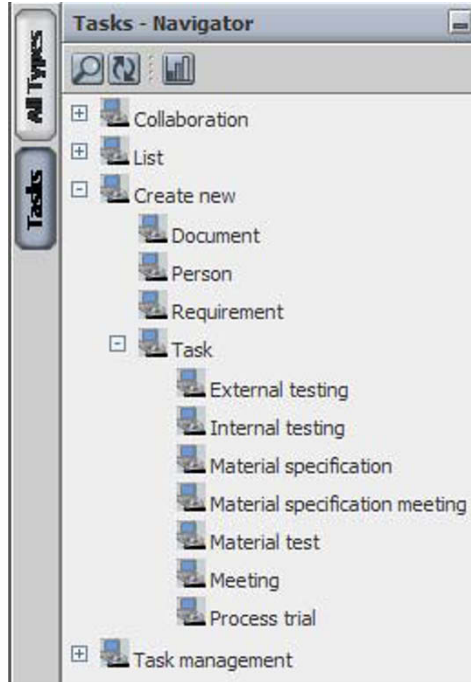 Tasks - Navigator
All Types
Tasks
Collaboration
List
Create new
Document
Person
Requirement
Task
External testing
Internal testing
Material specification
Material specification meeting
Material test
Meeting
Process trial
Task management